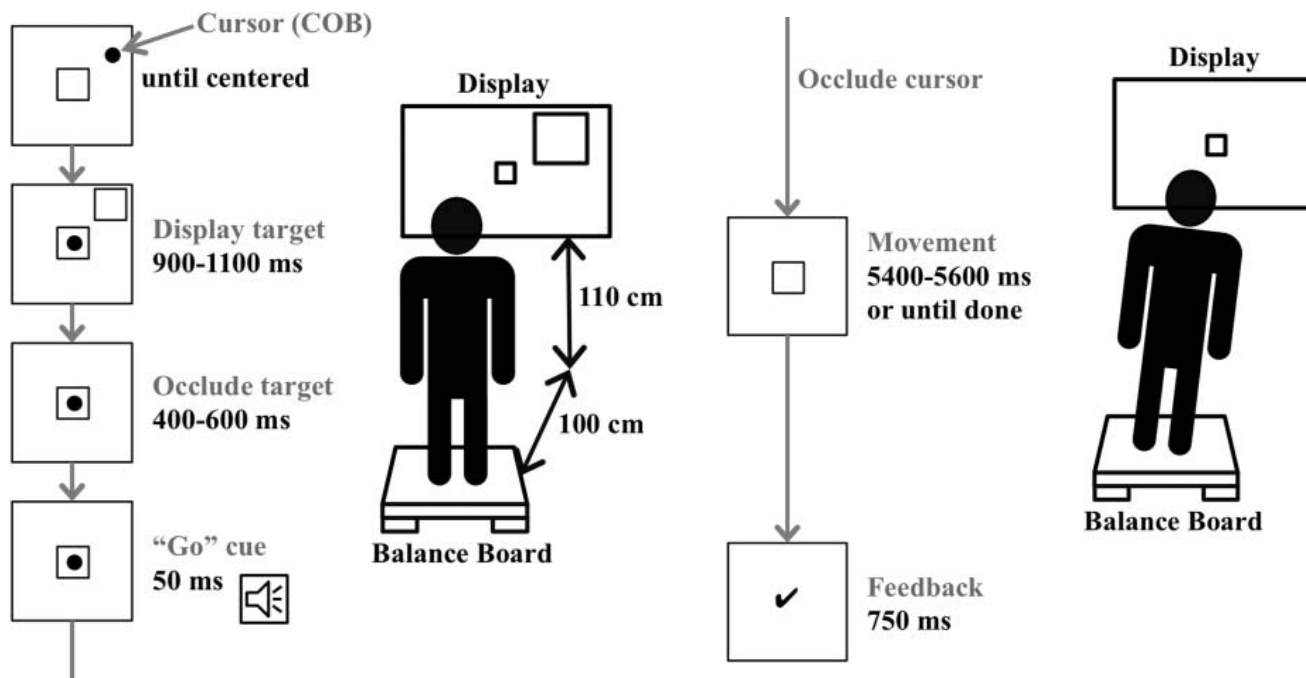 Cursor (COB)
until centered
Display target
900-1100 ms
Occlude target
400-600 ms
“Go” cue
50 ms
Display
110 cm
100 cm
Balance Board
Occlude cursor
Movement
5400-5600 ms
or until done
Feedback
750 ms
Display
Balance Board